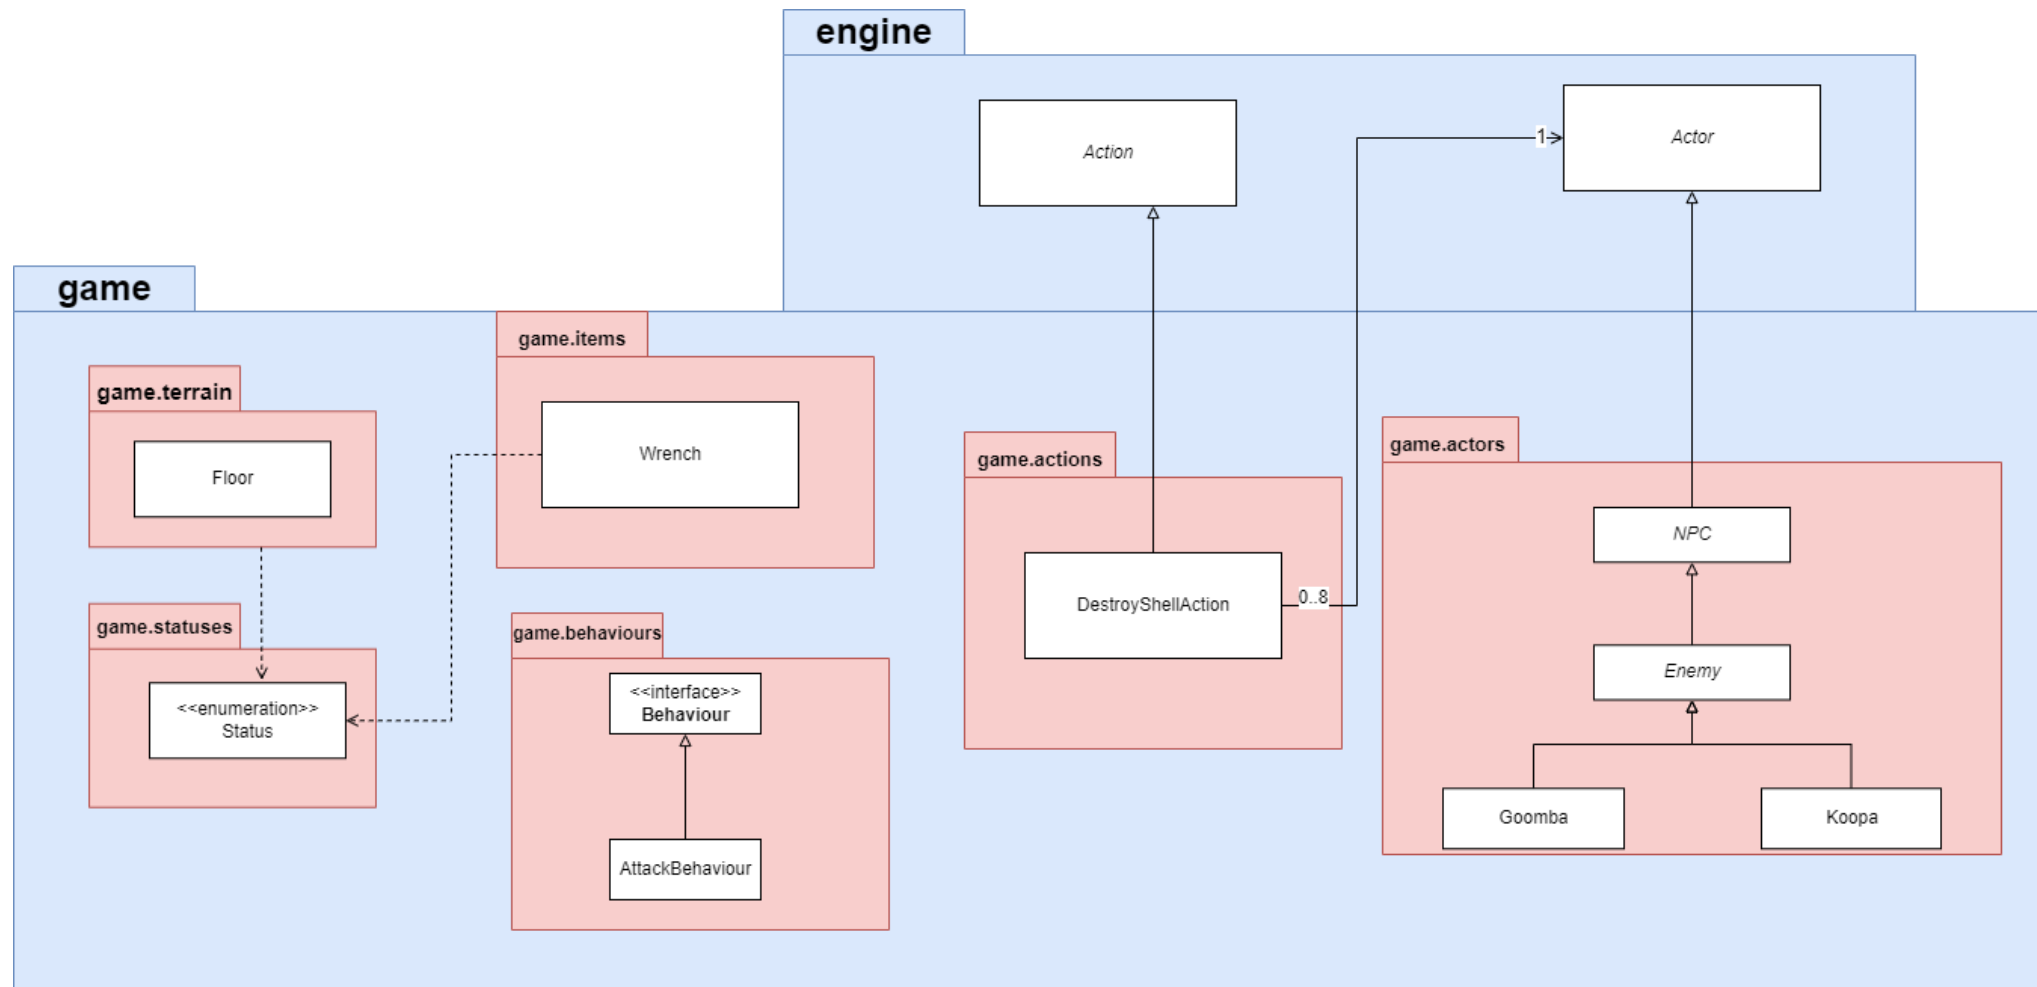 engine
Action
1
Actor
game
game.items
game.terrain
Wrench
Floor
game.actions
game.actors
NPC
DestroyShellAction
0..8
game.statuses
game.behaviours
<<enumeration>>
Status
<<interface>>
Behaviour
Enemy
AttackBehaviour
Goomba
Koopa